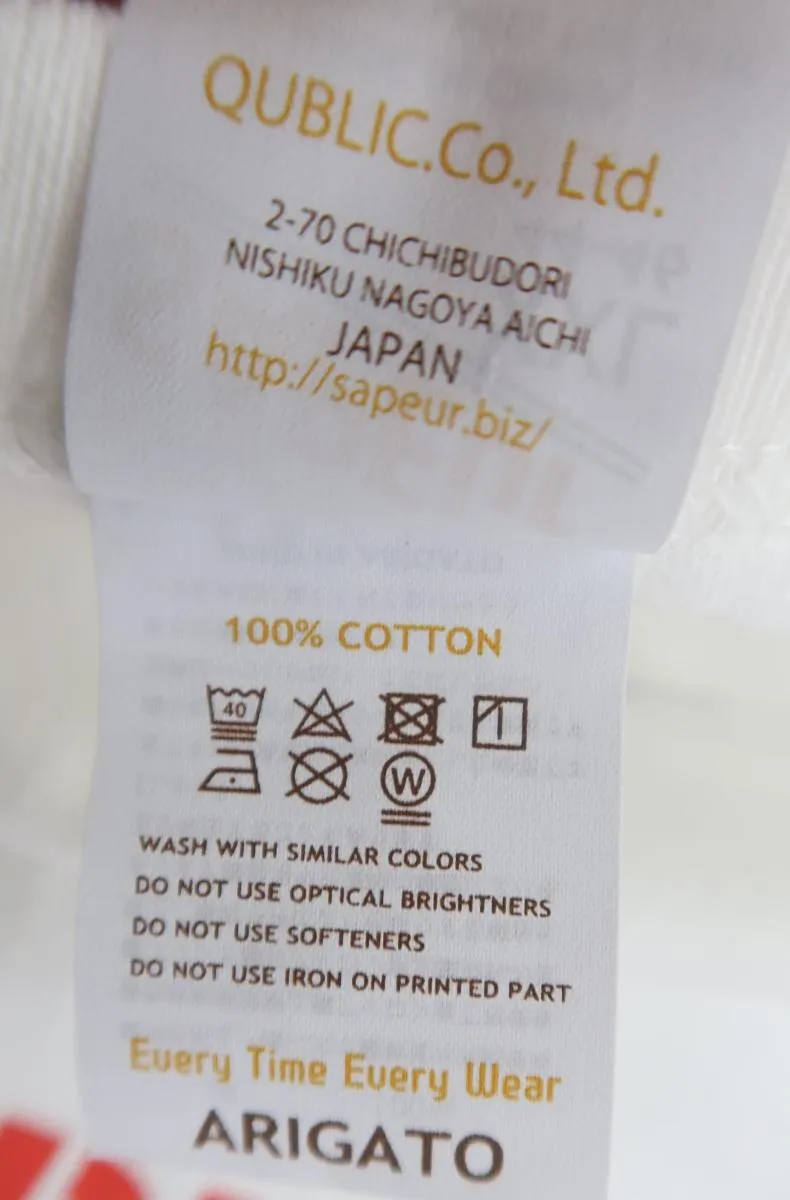 QUBLIC.Co., Ltd.
2-70 CHICHIBUDORI
NISHIKU NAGOYA AICHI
JAPAN
http://sapeur.biz/
100% COTTON
40
W
WASH WITH SIMILAR COLORS
DO NOT USE OPTICAL BRIGHTNERS
DO NOT USE SOFTENERS
DO NOT USE IRON ON PRINTED PART
Every Time Every Wear
ARIGATO